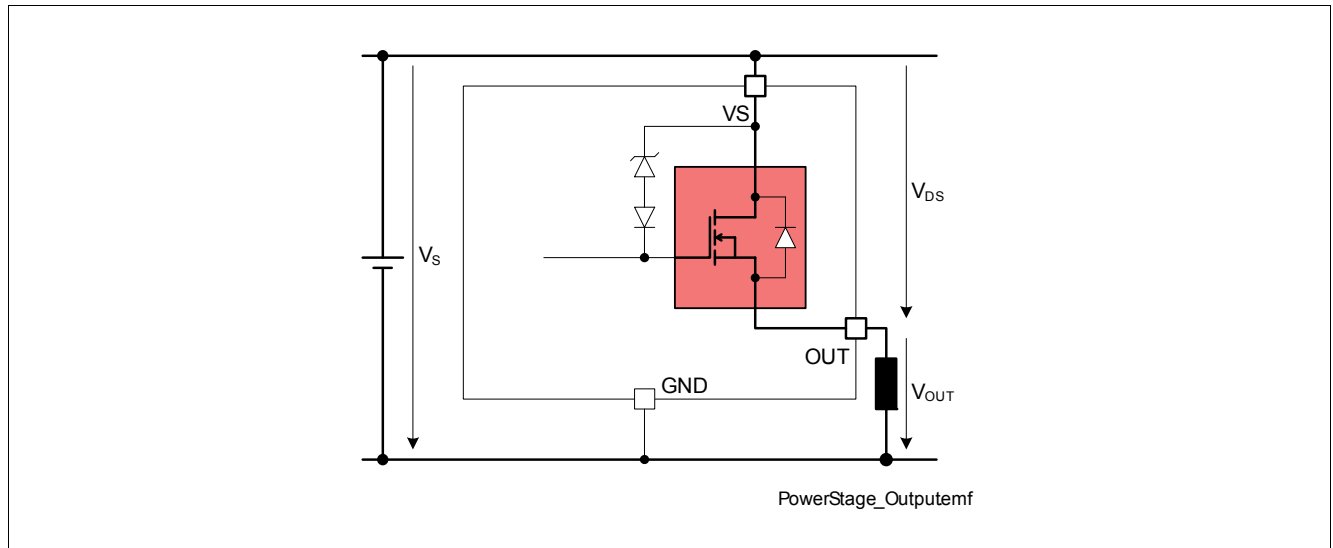 VS
V_DS
V_S
OUT
GND
V_OUT
PowerStage_Outputemf